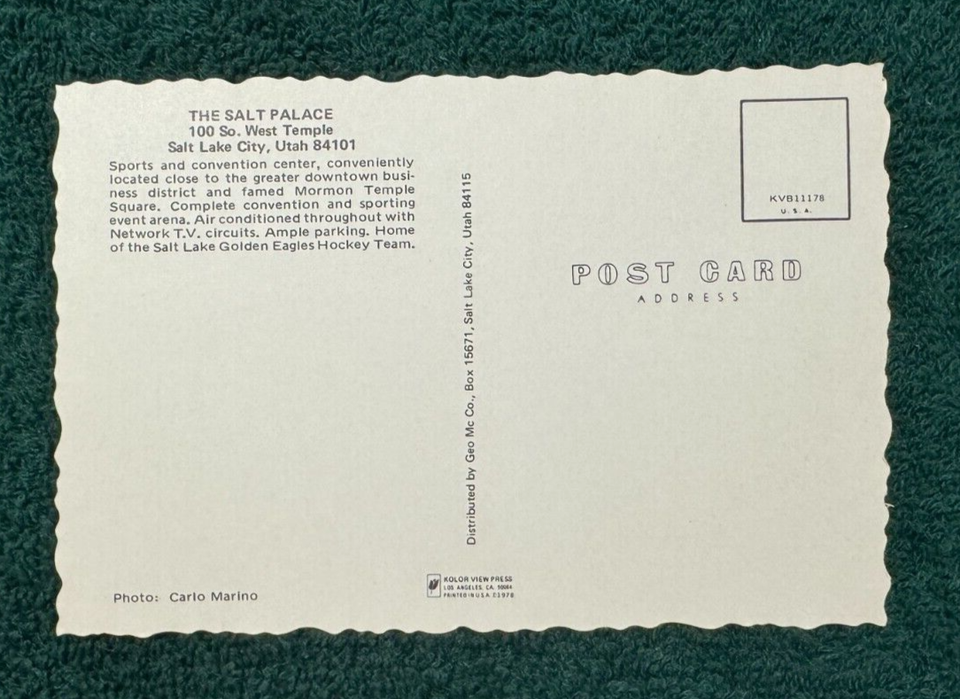 THE SALT PALACE
100 So. West Temple
Salt Lake City, Utah 84101
Sports and convention center, conveniently
located close to the greater downtown busi-
ness district and famed Mormon Temple
Square. Complete convention and sporting
event arena. Air conditioned throughout with
Network T.V. circuits. Ample parking. Home
of the Salt Lake Golden Eagles Hockey Team.
Photo: Carlo Marino
Distributed by Geo Mc Co., Box 15671, Salt Lake City, Utah 84115
KOLOR VIEW PRESS
LOS ANGELES, CA.
PRINTED IN U.S.A. ©1978
KVB11178
U.S.A.
POST CARD
ADDRESS